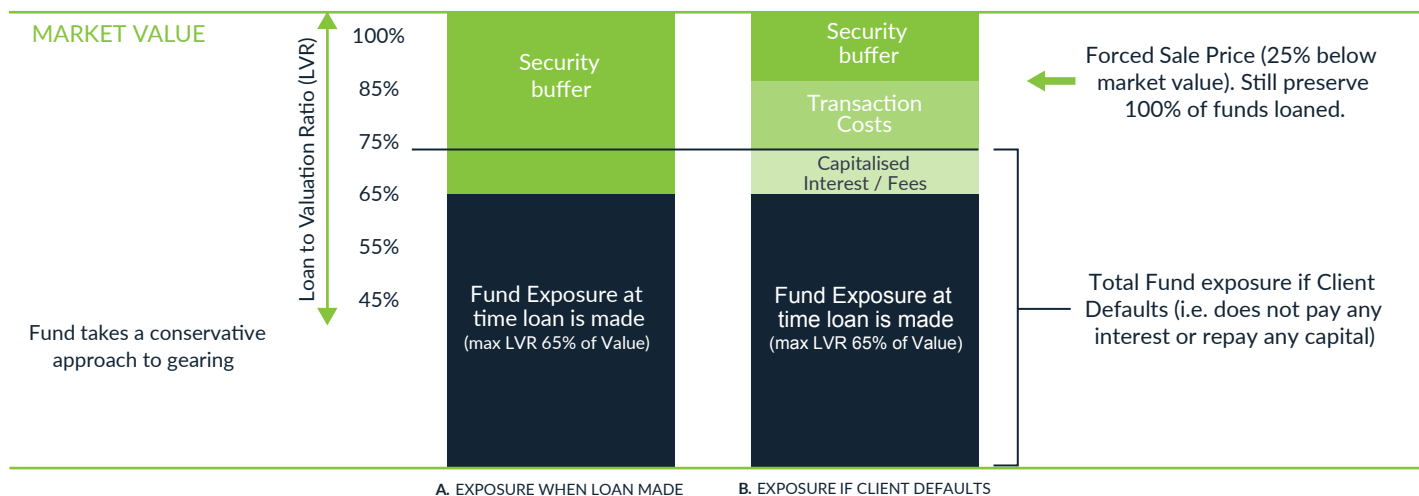 MARKET VALUE
Loan to Valuation Ratio (LVR)
100%
85%
75%
65%
55%
45%
Fund takes a conservative
approach to gearing
Security
buffer
Fund Exposure at
time loan is made
(max LVR 65% of Value)
A. EXPOSURE WHEN LOAN MADE
Security
buffer
Transaction
Costs
Capitalised
Interest / Fees
Fund Exposure at
time loan is made
(max LVR 65% of Value)
B. EXPOSURE IF CLIENT DEFAULTS
Forced Sale Price (25% below
market value). Still preserve
100% of funds loaned.
Total Fund exposure if Client
Defaults (i.e. does not pay any
interest or repay any capital)